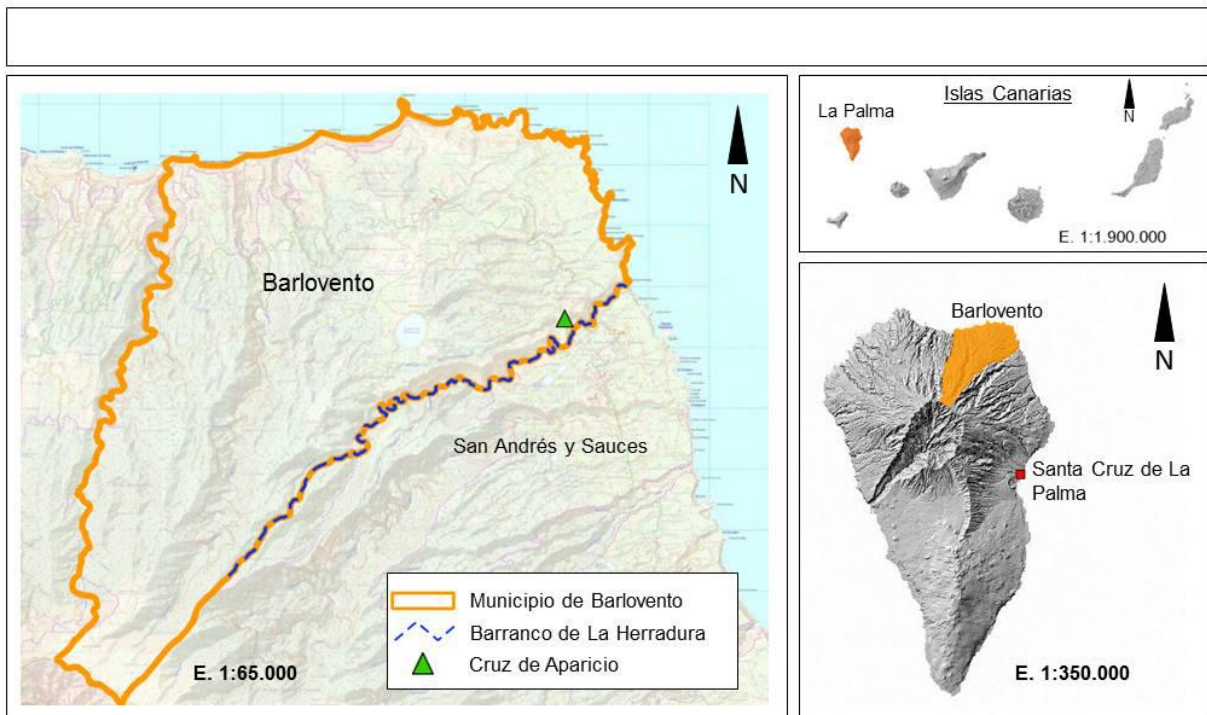 N
Barlovento
San Andrés y Sauces
Municipio de Barlovento
Barranco de La Herradura
Cruz de Aparicio
E. 1:65.000
Islas Canarias
La Palma
N
E. 1:1.900.000
Barlovento
N
Santa Cruz de La
Palma
E. 1:350.000